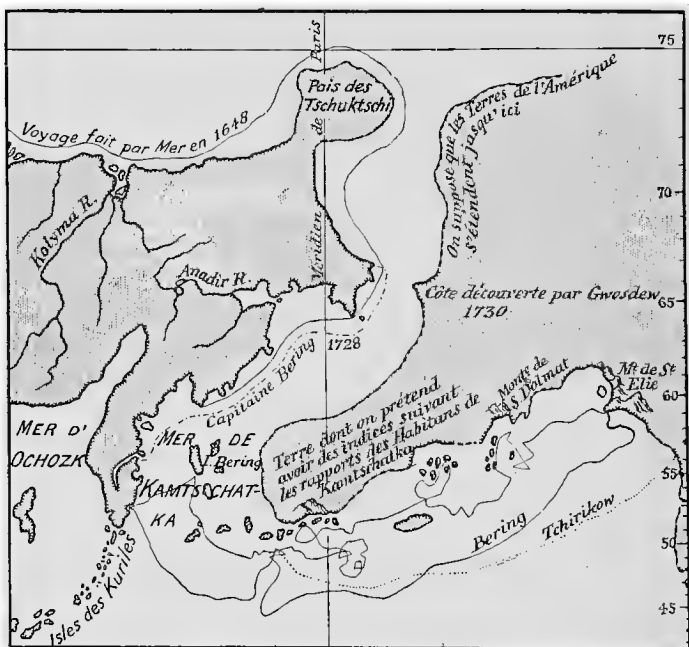 75
Paris
de
Méridien
Pais des
Tschuktschi
Voyage fait par Mer en 1648
On suppose que les Terres de l'Amérique
s'étendent jusqu'ici
70
Kolyma R.
Anadir R.
Côte découverte par Gwosdew
1730
65
1728
Capitaine Bering
Mt. de St
Elie
Monts de
S. Dolmat
60
Terre dont on prétend
avoir des indices suivant
les rapports des Habitans de
Kamtschatka
MER D'
OCHOZK
MER DE
I. Bering
KAMTSCHAT-
KA
55
Bering
Tchirikow
50
Isles des Kuriles
45